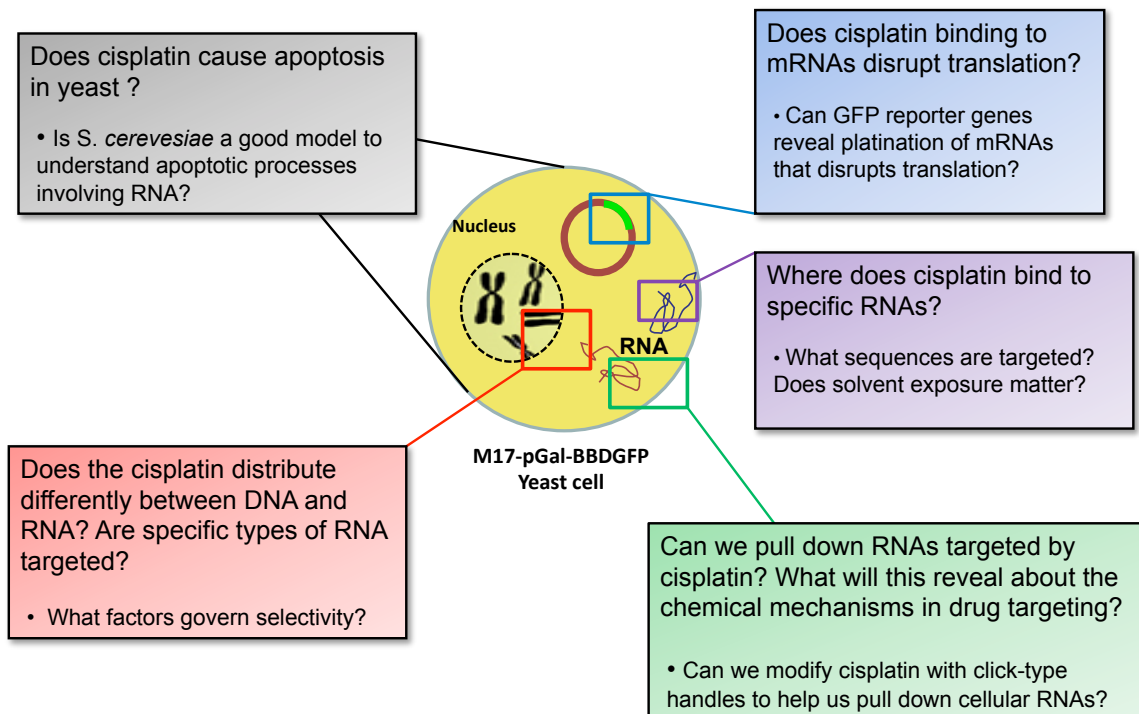 Does cisplatin cause apoptosis
in yeast ?
• Is S. cerevesiae a good model to
understand apoptotic processes
involving RNA?
Does cisplatin binding to
mRNAs disrupt translation?
• Can GFP reporter genes
reveal platination of mRNAs
that disrupts translation?
Nucleus
RNA
Where does cisplatin bind to
specific RNAs?
• What sequences are targeted?
Does solvent exposure matter?
M17-pGal-BBDGFP
Yeast cell
Does the cisplatin distribute
differently between DNA and
RNA? Are specific types of RNA
targeted?
• What factors govern selectivity?
Can we pull down RNAs targeted by
cisplatin? What will this reveal about the
chemical mechanisms in drug targeting?
• Can we modify cisplatin with click-type
handles to help us pull down cellular RNAs?